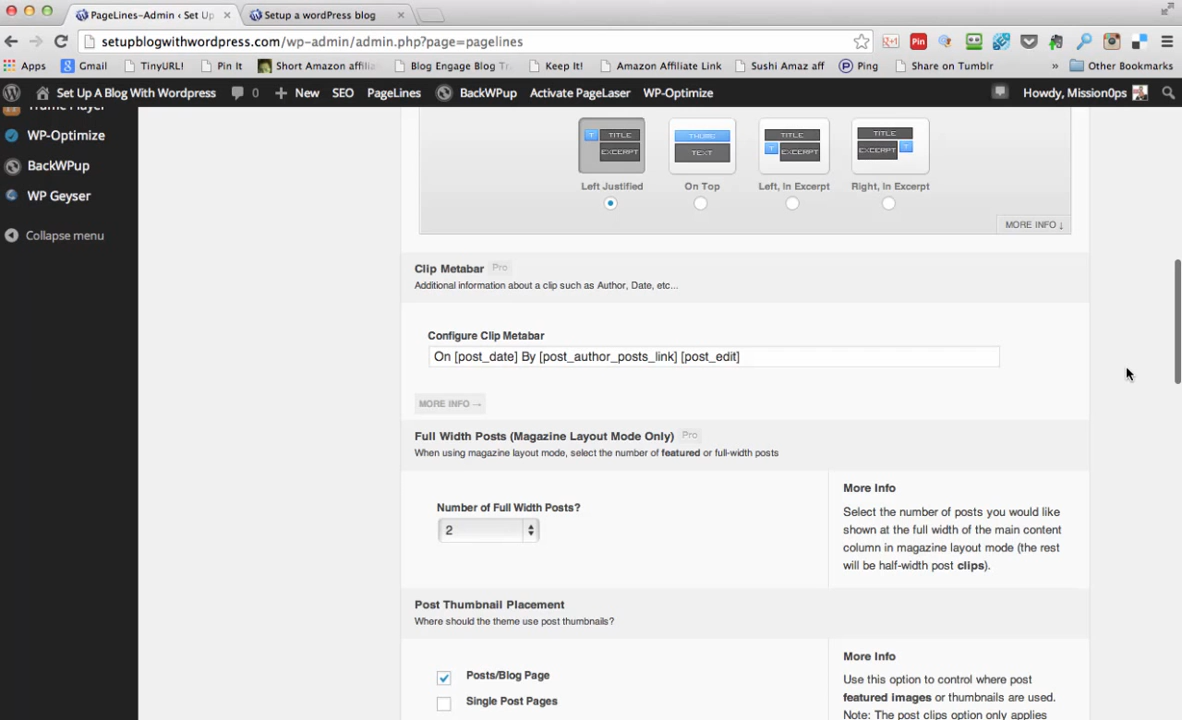 PageLines-Admin ‹ Set Up
Setup a wordPress blog
setupblogwithwordpress.com/wp-admin/admin.php?page=pagelines
Apps
Gmail
TinyURL!
Pin It
Short Amazon affilia
Blog Engage Blog Tr
Keep It!
Amazon Affiliate Link
Sushi Amaz aff
Ping
Share on Tumblr
»
Other Bookmarks
Set Up A Blog With Wordpress
0
New
SEO
PageLines
BackWPup
Activate PageLaser
WP-Optimize
Howdy, Mission0ps
WP-Optimize
BackWPup
WP Geyser
Collapse menu
T TITLE EXCERPT
THUMB TEXT
TITLE T EXCERPT
TITLE EXCERPT T
Left Justified
On Top
Left, In Excerpt
Right, In Excerpt
MORE INFO ↓
Clip Metabar Pro
Additional information about a clip such as Author, Date, etc...
Configure Clip Metabar
On [post_date] By [post_author_posts_link] [post_edit]
MORE INFO →
Full Width Posts (Magazine Layout Mode Only) Pro
When using magazine layout mode, select the number of featured or full-width posts
Number of Full Width Posts?
2
More Info
Select the number of posts you would like
shown at the full width of the main content
column in magazine layout mode (the rest
will be half-width post clips).
Post Thumbnail Placement
Where should the theme use post thumbnails?
Posts/Blog Page
Single Post Pages
More Info
Use this option to control where post
featured images or thumbnails are used.
Note: The post clips option only applies